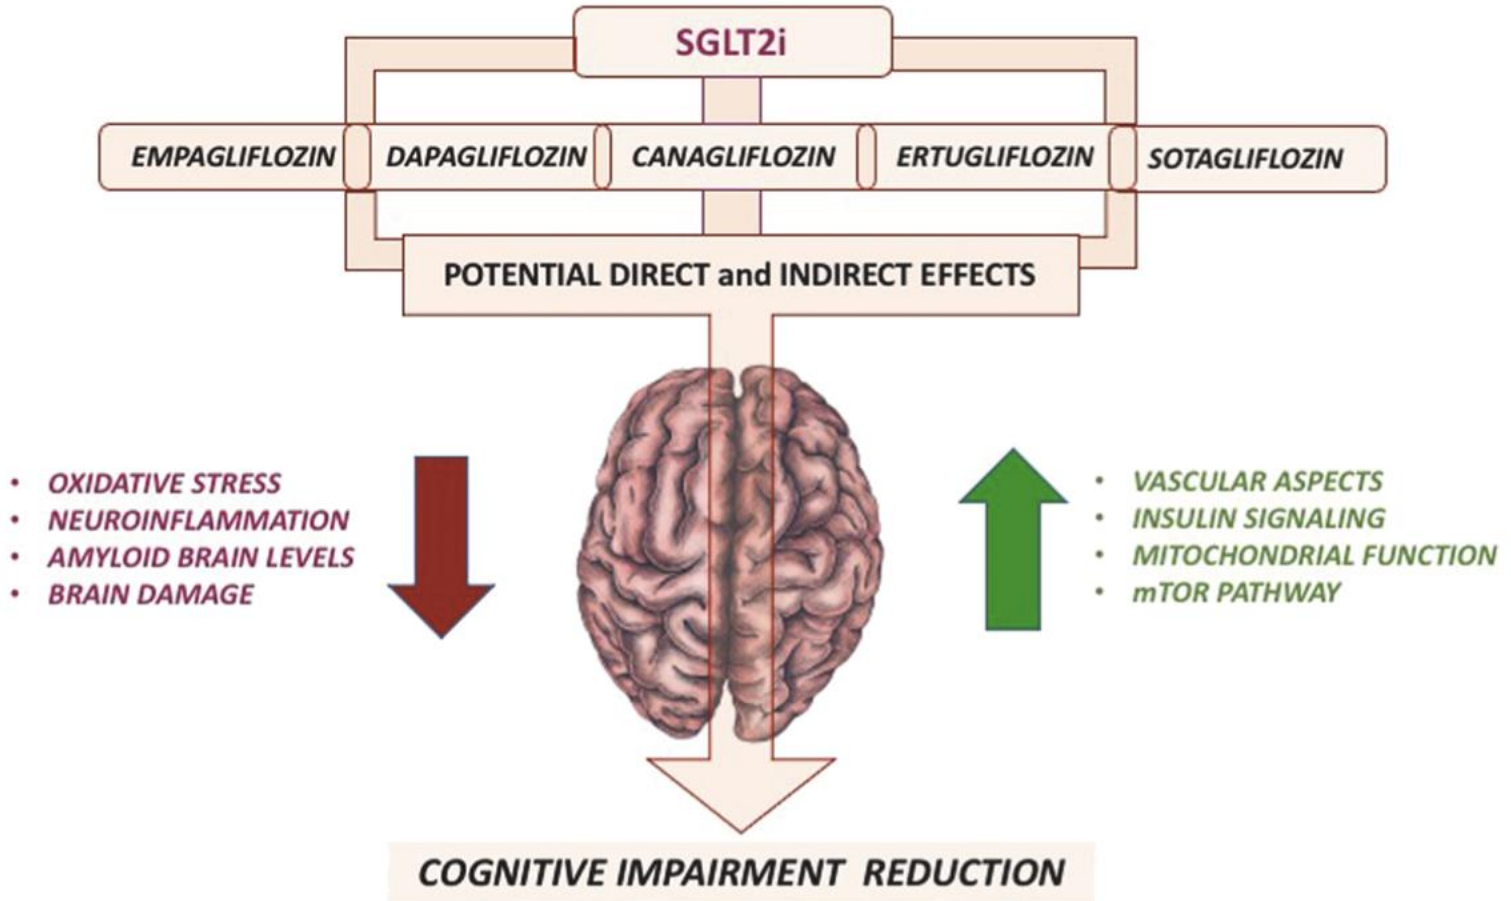 SGLT2i
EMPAGLIFLOZIN
DAPAGLIFLOZIN
CANAGLIFLOZIN
ERTUGLIFLOZIN
SOTAGLIFLOZIN
POTENTIAL DIRECT and INDIRECT EFFECTS
• OXIDATIVE STRESS
• NEUROINFLAMMATION
• AMYLOID BRAIN LEVELS
• BRAIN DAMAGE
• VASCULAR ASPECTS
• INSULIN SIGNALING
• MITOCHONDRIAL FUNCTION
• mTOR PATHWAY
COGNITIVE IMPAIRMENT REDUCTION